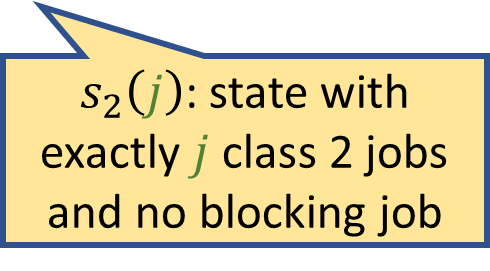 s₂(j): state with
exactly j class 2 jobs
and no blocking job